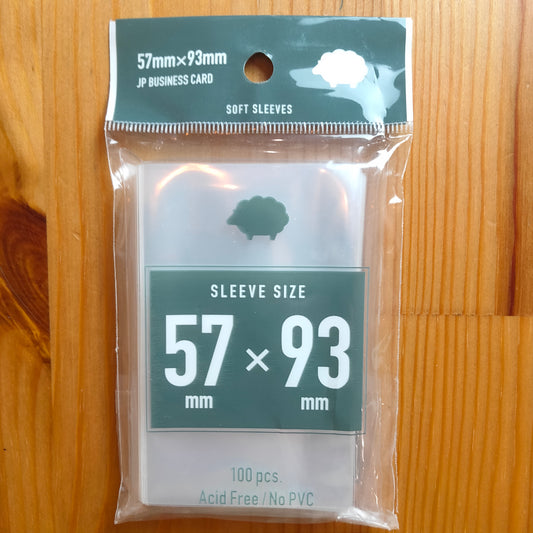 57mm×93mm
JP BUSINESS CARD
SOFT SLEEVES
SLEEVE SIZE
57 × 93
mm mm
100 pcs.
Acid Free / No PVC